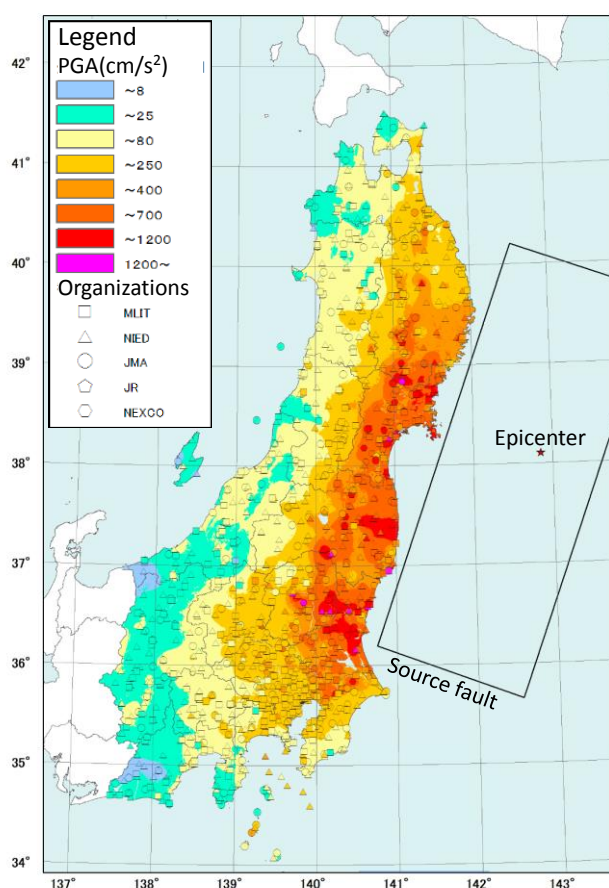 Legend
PGA(cm/s²)
~8
~25
~80
~250
~400
~700
~1200
1200~
Organizations
MLIT
NIED
JMA
JR
NEXCO
42°
41°
40°
39°
38°
37°
36°
35°
34°
Epicenter
Source fault
137° 138° 139° 140° 141° 142° 143°